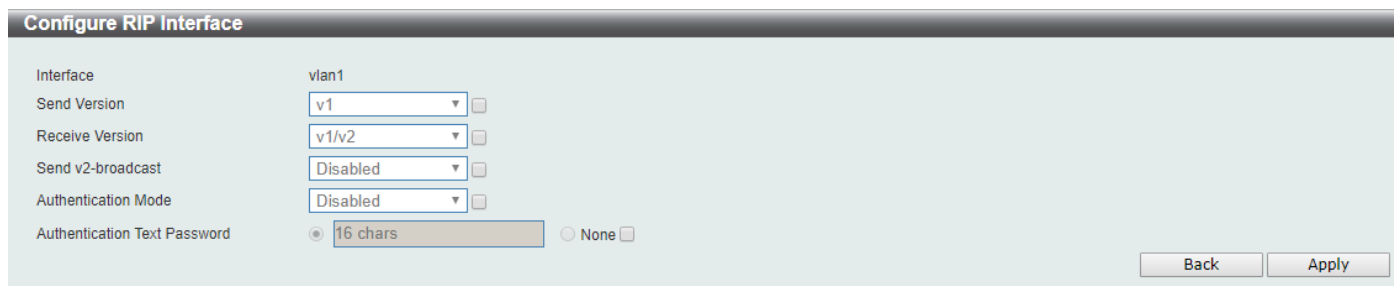 Configure RIP Interface
Interface vlan1
Send Version v1
Receive Version v1/v2
Send v2-broadcast Disabled
Authentication Mode Disabled
Authentication Text Password 16 chars None
Back Apply